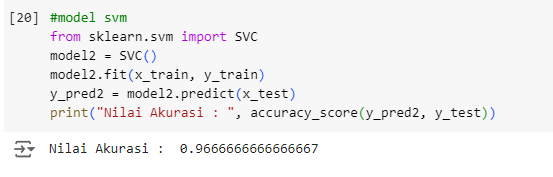 [20] #model svm
from sklearn.svm import SVC
model2 = SVC()
model2.fit(x_train, y_train)
y_pred2 = model2.predict(x_test)
print("Nilai Akurasi : ", accuracy_score(y_pred2, y_test))
Nilai Akurasi :  0.9666666666666667